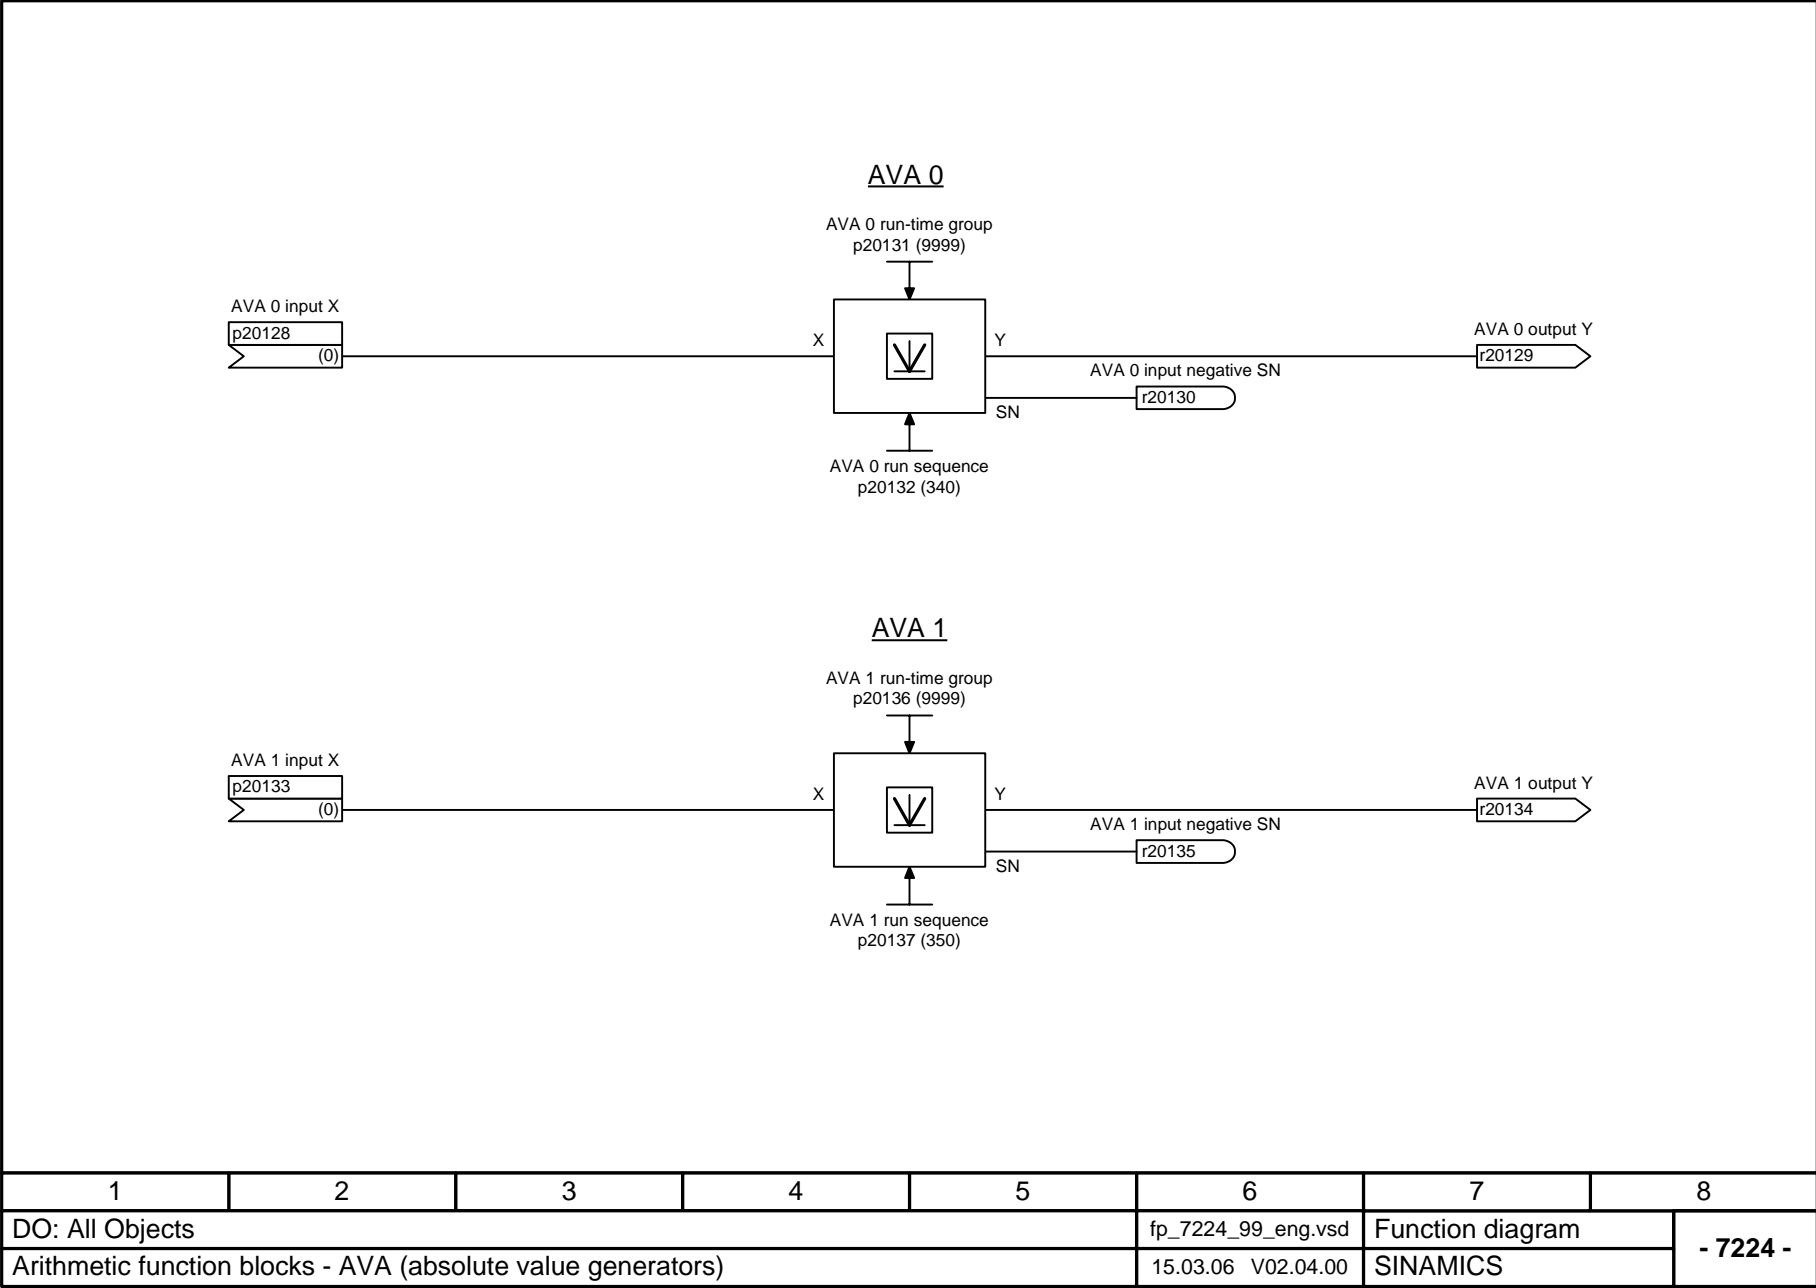 AVA 0
AVA 0 run-time group
p20131 (9999)
AVA 0 input X
p20128
(0)
X
Y
AVA 0 output Y
r20129
AVA 0 input negative SN
r20130
SN
AVA 0 run sequence
p20132 (340)
AVA 1
AVA 1 run-time group
p20136 (9999)
AVA 1 input X
p20133
(0)
X
Y
AVA 1 output Y
r20134
AVA 1 input negative SN
r20135
SN
AVA 1 run sequence
p20137 (350)
1 2 3 4 5 6 7 8
DO: All Objects
fp_7224_99_eng.vsd
Function diagram
- 7224 -
Arithmetic function blocks - AVA (absolute value generators)
15.03.06 V02.04.00
SINAMICS